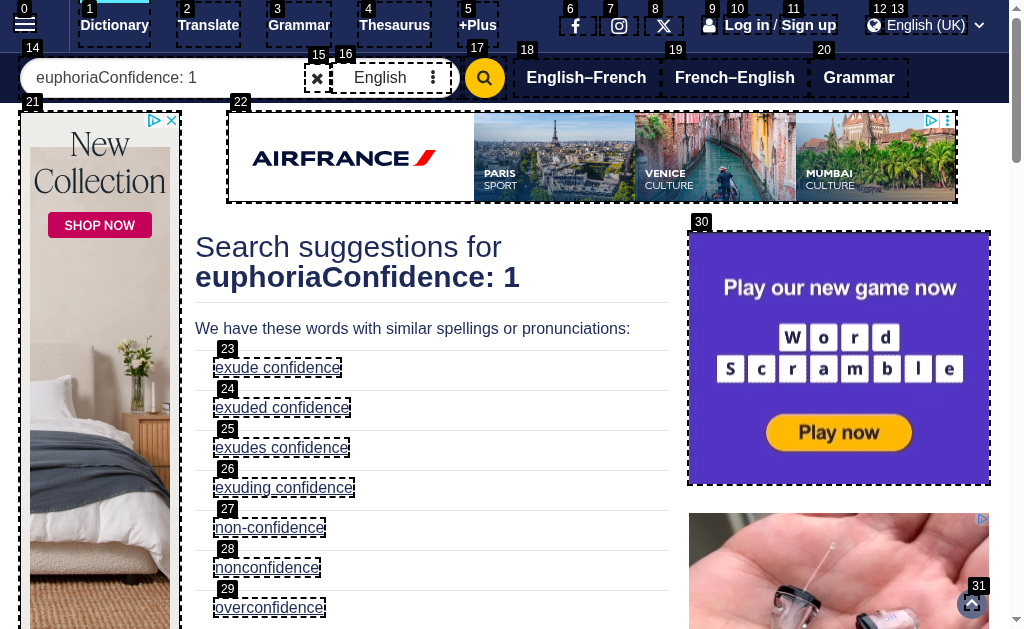 0 1 2 3 4 5 6 7 8 9 10 11 12 13
Dictionary Translate Grammar Thesaurus +Plus Log in / Sign up English (UK)
14 15 16 17 18 19 20
euphoriaConfidence: 1 English English–French French–English Grammar
21 22
New
Collection
SHOP NOW
AIRFRANCE
PARIS
SPORT
VENICE
CULTURE
MUMBAI
CULTURE
Search suggestions for
euphoriaConfidence: 1
We have these words with similar spellings or pronunciations:
23
exude confidence
24
exuded confidence
25
exudes confidence
26
exuding confidence
27
non-confidence
28
nonconfidence
29
overconfidence
30
Play our new game now
Word
Scramble
Play now
31